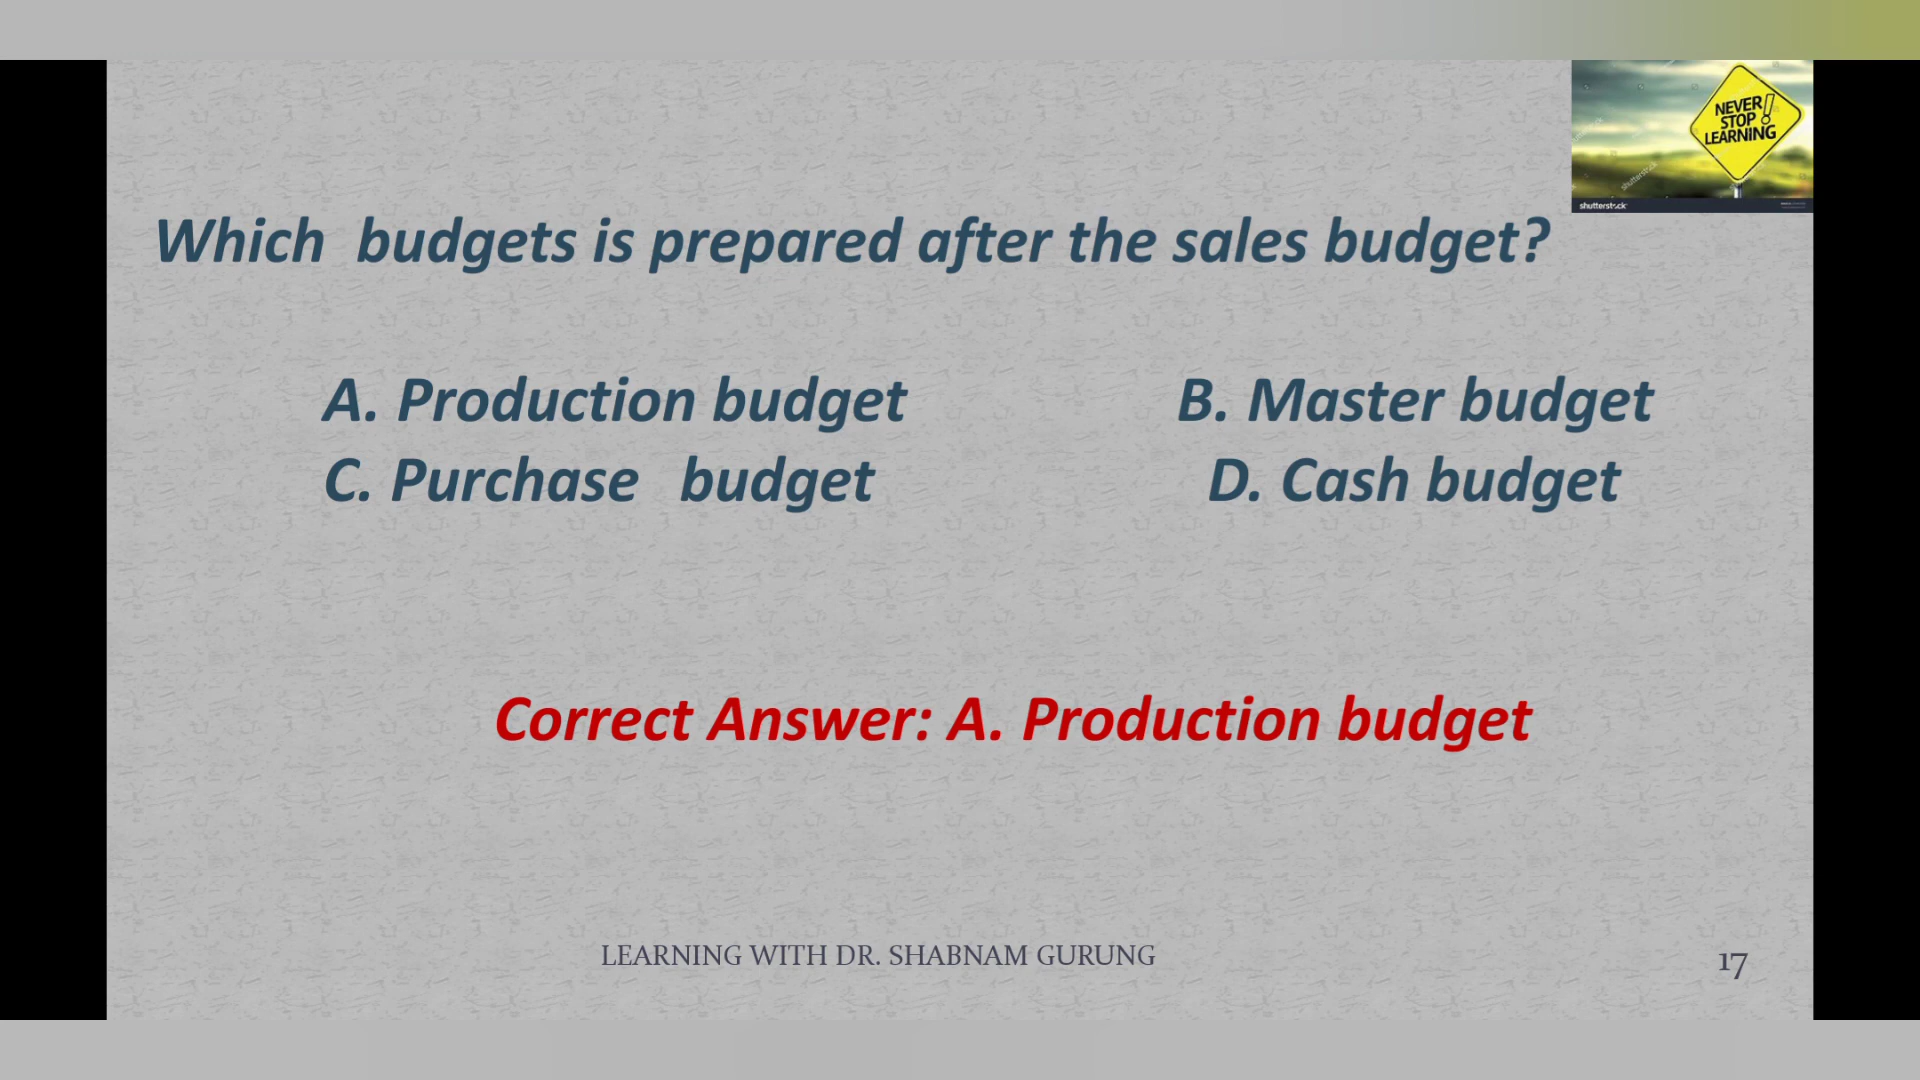 NEVER!
STOP
LEARNING
shutterstock
shutterstock
Which budgets is prepared after the sales budget?
A. Production budget B. Master budget
C. Purchase budget D. Cash budget
Correct Answer: A. Production budget
LEARNING WITH DR. SHABNAM GURUNG
17